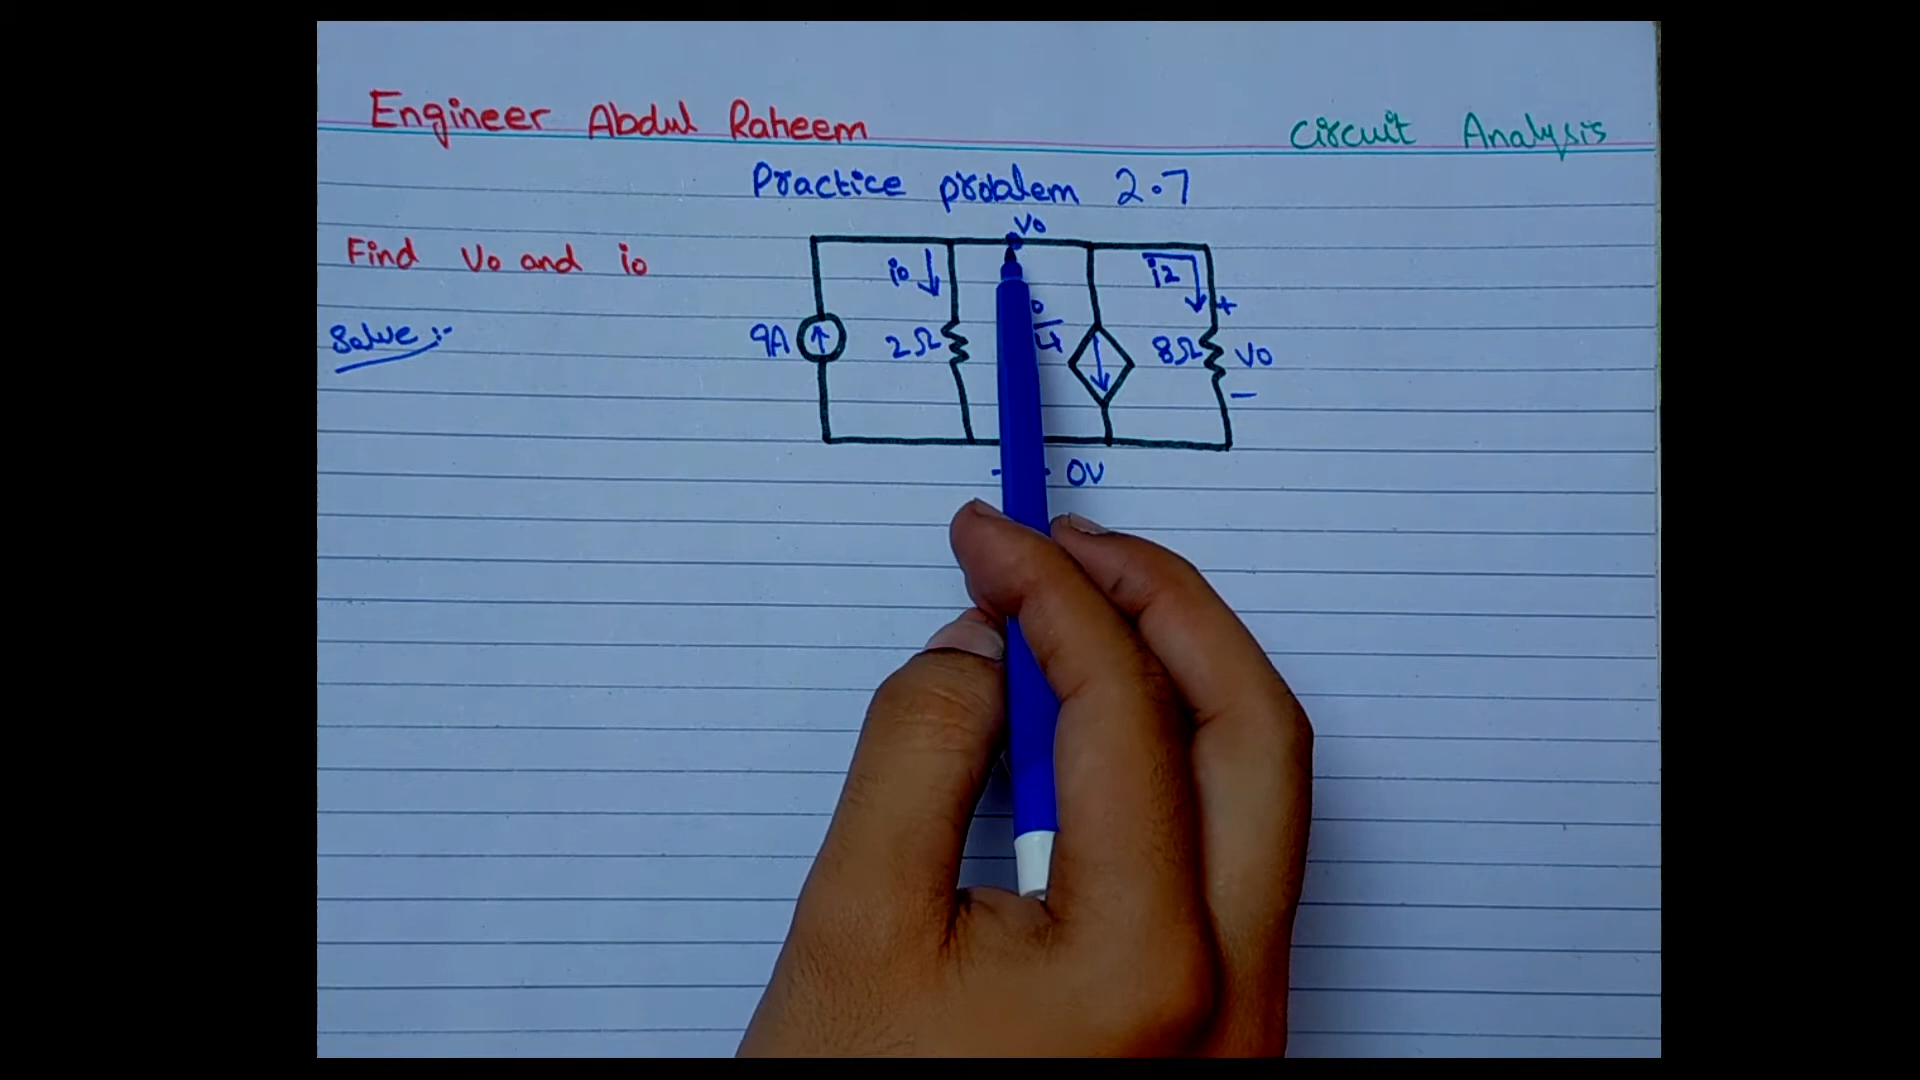 Engineer Abdul Raheem
Circuit Analysis
Practice problem 2.7
Find Vo and io
Solve :-
Vo
io
i2
+
9A
2Ω
4
8Ω
Vo
-
0V